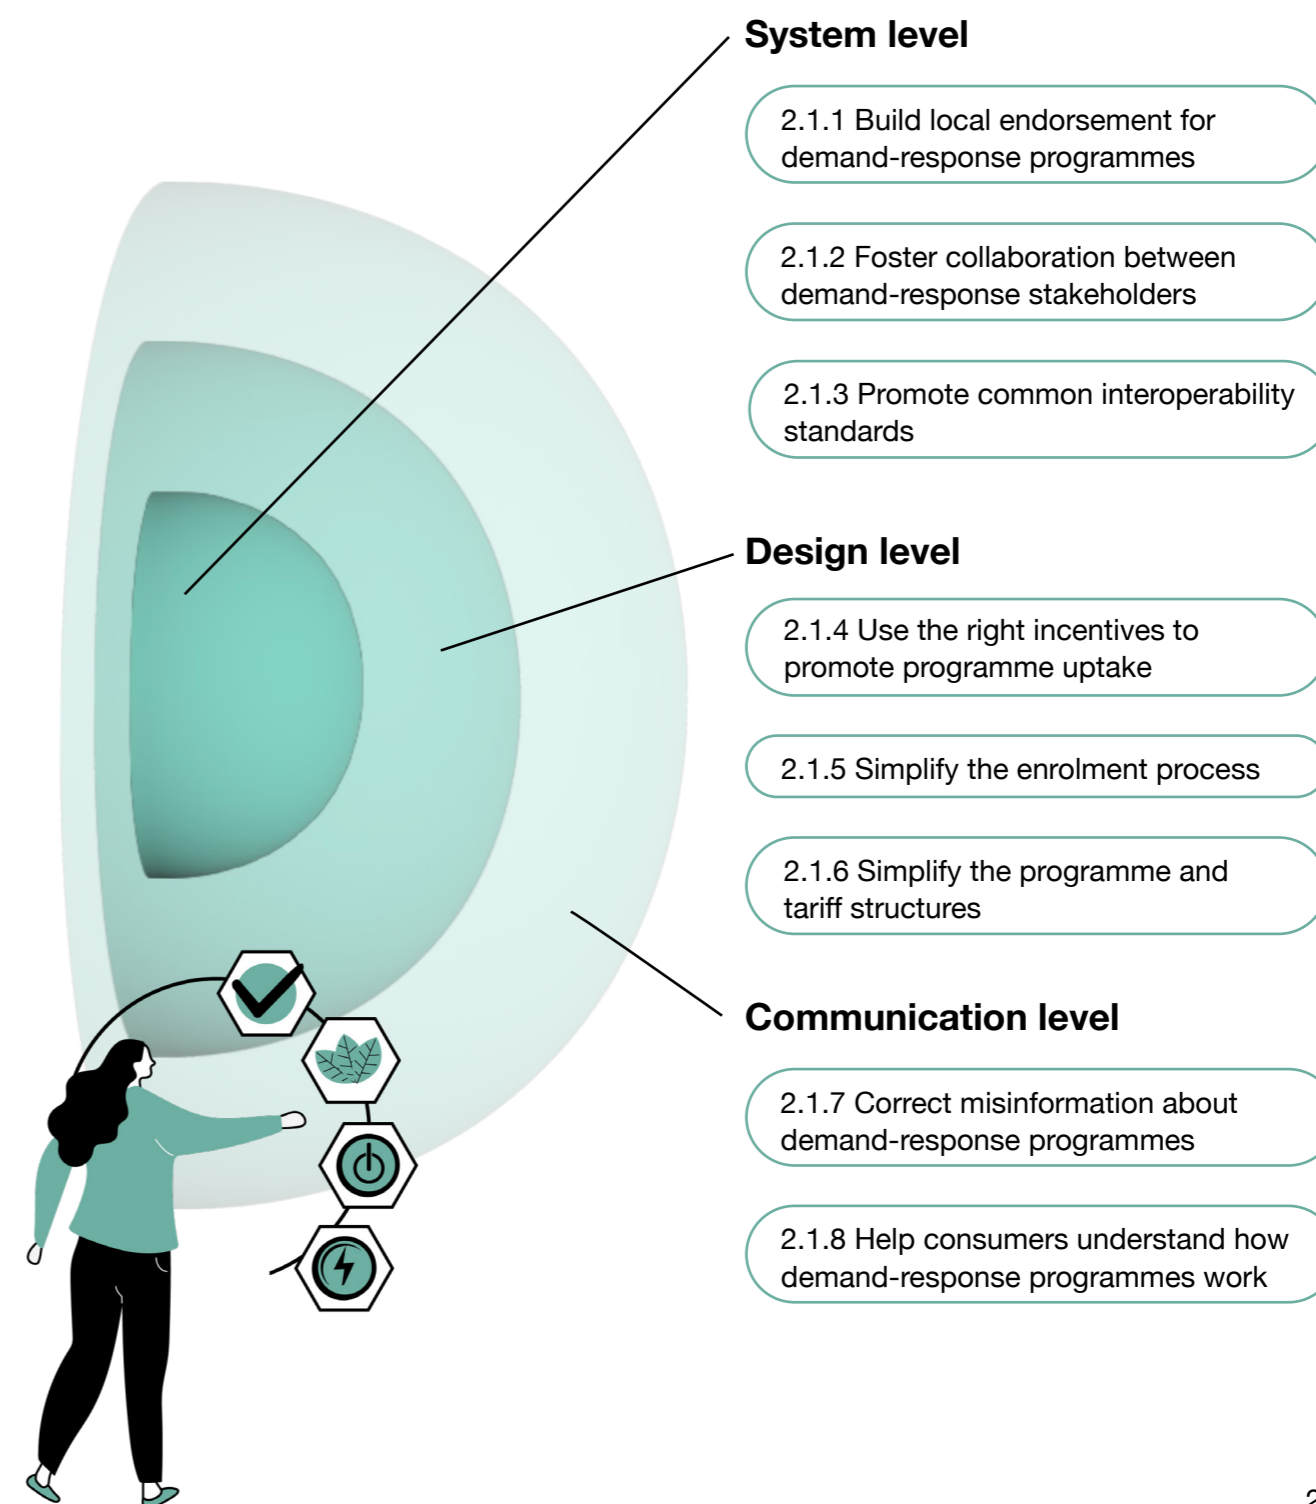 System level
2.1.1 Build local endorsement for
demand-response programmes
2.1.2 Foster collaboration between
demand-response stakeholders
2.1.3 Promote common interoperability
standards
Design level
2.1.4 Use the right incentives to
promote programme uptake
2.1.5 Simplify the enrolment process
2.1.6 Simplify the programme and
tariff structures
Communication level
2.1.7 Correct misinformation about
demand-response programmes
2.1.8 Help consumers understand how
demand-response programmes work